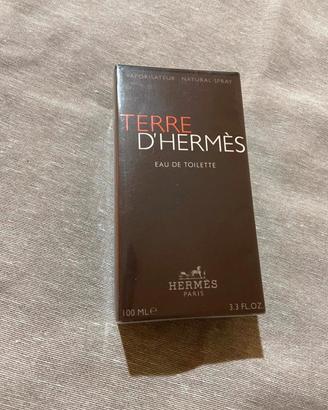 VAPORISATEUR NATURAL SPRAY
TERRE
D'HERMÈS
EAU DE TOILETTE
HERMÈS
PARIS
100 ML℮ 3.3 FL.OZ.